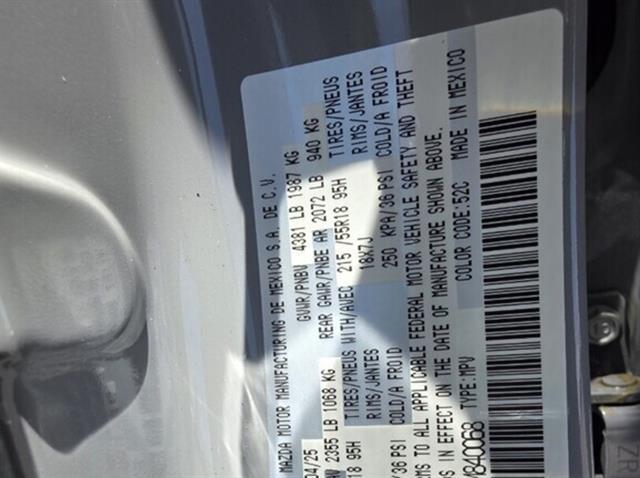 MAZDA MOTOR MANUFACTURING DE MEXICO S.A. DE C.V.
04/25 GVWR/PNBV 4381 LB 1987 KG
2355 LB 1068 KG REAR GAWR/PNBE AR 2072 LB 940 KG
18 95H TIRES/PNEUS WITH/AVEC 215 /55R18 95H TIRES/PNEUS
RIMS/JANTES 18X7J RIMS/JANTES
/36 PSI COLD/A FROID 250 KPA/36 PSI COLD/A FROID
RMS TO ALL APPLICABLE FEDERAL MOTOR VEHICLE SAFETY AND THEFT
DS IN EFFECT ON THE DATE OF MANUFACTURE SHOWN ABOVE.
M840068 TYPE:MPV COLOR CODE:52C MADE IN MEXICO
ZR